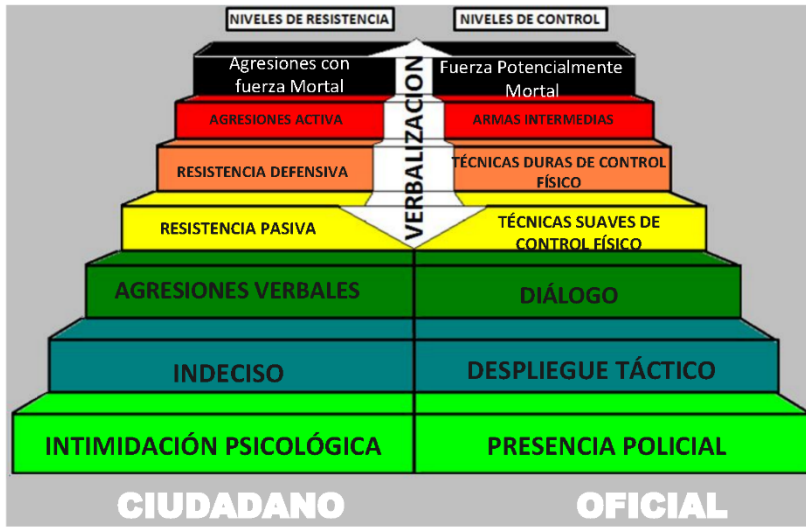 NIVELES DE RESISTENCIA
NIVELES DE CONTROL
Agresiones con
fuerza Mortal
Fuerza Potencialmente
Mortal
AGRESIONES ACTIVA
ARMAS INTERMEDIAS
RESISTENCIA DEFENSIVA
TÉCNICAS DURAS DE CONTROL
FÍSICO
RESISTENCIA PASIVA
TÉCNICAS SUAVES DE
CONTROL FÍSICO
VERBALIZACION
AGRESIONES VERBALES
DIÁLOGO
INDECISO
DESPLIEGUE TÁCTICO
INTIMIDACIÓN PSICOLÓGICA
PRESENCIA POLICIAL
CIUDADANO
OFICIAL